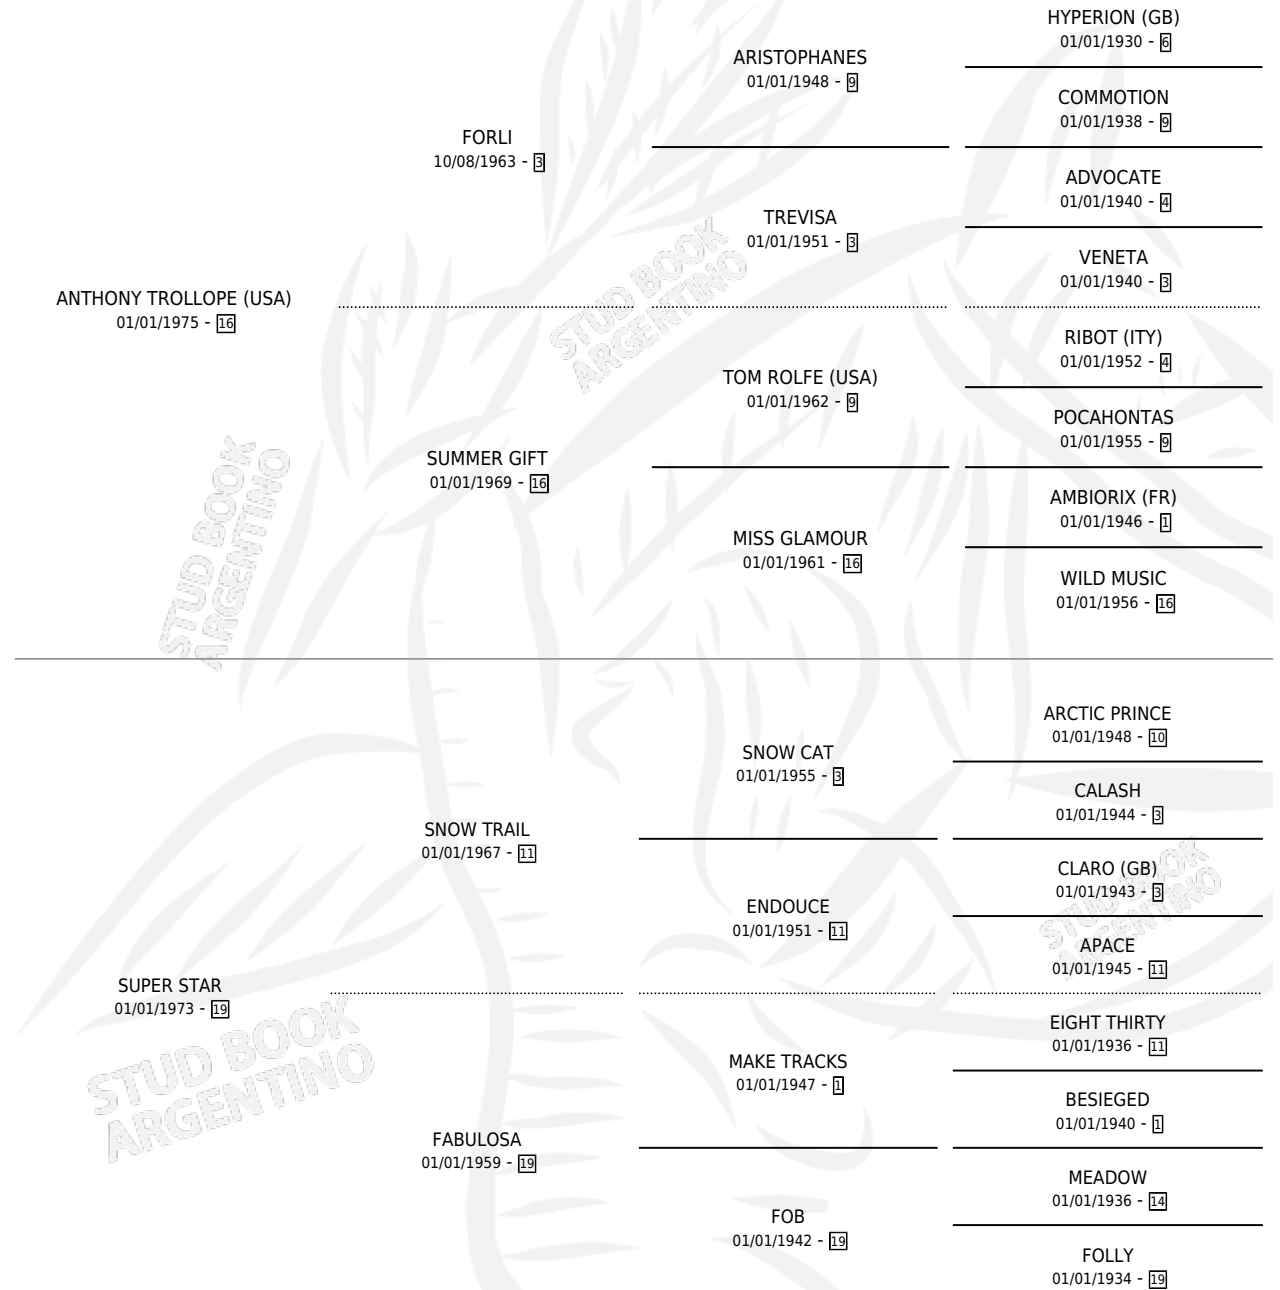 HYPERION (GB)
01/01/1930 - 6
ARISTOPHANES
01/01/1948 - 9
COMMOTION
01/01/1938 - 9
FORLI
10/08/1963 - 3
ADVOCATE
01/01/1940 - 4
TREVISA
01/01/1951 - 3
VENETA
01/01/1940 - 3
ANTHONY TROLLOPE (USA)
01/01/1975 - 16
RIBOT (ITY)
01/01/1952 - 4
TOM ROLFE (USA)
01/01/1962 - 9
POCAHONTAS
01/01/1955 - 9
SUMMER GIFT
01/01/1969 - 16
AMBIORIX (FR)
01/01/1946 - 1
MISS GLAMOUR
01/01/1961 - 16
WILD MUSIC
01/01/1956 - 16
ARCTIC PRINCE
01/01/1948 - 10
SNOW CAT
01/01/1955 - 3
CALASH
01/01/1944 - 3
SNOW TRAIL
01/01/1967 - 11
CLARO (GB)
01/01/1943 - 3
ENDOUCE
01/01/1951 - 11
APACE
01/01/1945 - 11
SUPER STAR
01/01/1973 - 19
EIGHT THIRTY
01/01/1936 - 11
MAKE TRACKS
01/01/1947 - 1
BESIEGED
01/01/1940 - 1
FABULOSA
01/01/1959 - 19
MEADOW
01/01/1936 - 14
FOB
01/01/1942 - 19
FOLLY
01/01/1934 - 19
STUD BOOK
ARGENTINO
STUD BOOK
ARGENTINO
STUD BOOK
ARGENTINO
STUD BOOK
ARGENTINO